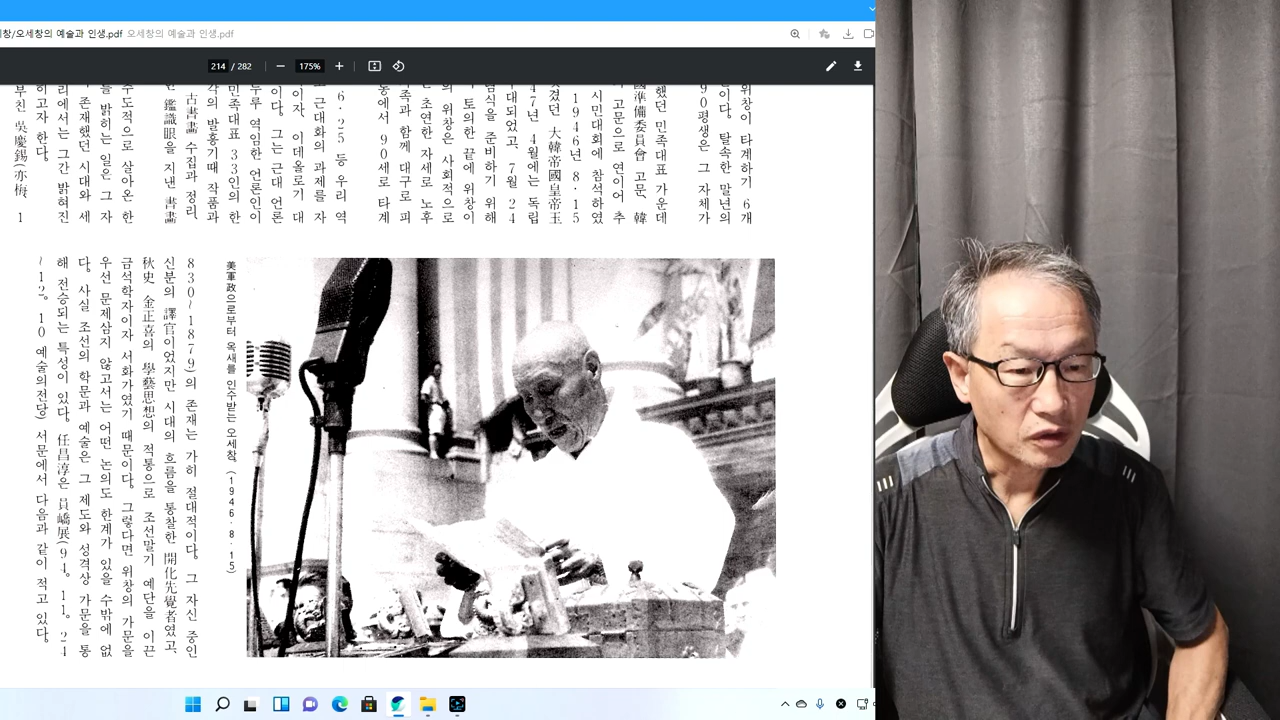 창/오세창의 예술과 인생.pdf 오세창의 예술과 인생.pdf
214 / 282
175%
위창이 타계하기 6개
이다. 탈속한 말년의
90평생은 그 자체가
했던 민족대표 가운데
國準備委員會 고문, 韓
고문으로 연이어 추
시민대회에 참석하였
1946년 8·15
겼던 大韓帝國皇帝玉
47년 4월에는 독립
대되었고, 7월 24
식을 준비하기 위해
토의한 끝에 위창이
의 위창은 사회적으로
초연한 자세로 노후
족과 함께 대구로 피
동에서 90세로 타계
6·25 등 우리 역
근대화의 과제를 자
이자, 이데올로기 대
이다. 그는 근대 언론
두루 역임한 언론인이
민족대표 33인의 한
각의 발흥기때 작품과
古書畵 수집과 정리,
鑑識眼을 지낸 書畵
주도적으로 살아온 한
를 밝히는 일은 그 자
존재했던 시대와 세
리에서는 그간 밝혀진
히고자 한다.
부친 吳慶錫(亦梅, 1
美軍政으로부터 옥새를 인수받는 오세창 (1946·8·15)
830~1879)의 존재는 가히 절대적이다. 그 자신 중인
신분의 譯官이었지만 시대의 흐름을 통찰한 開化先覺者였고,
秋史 金正喜의 學藝思想의 적통으로 조선말기 예단을 이끈
금석학자이자 서화가였기 때문이다. 그렇다면 위창의 가문을
우선 문제삼지 않고서는 어떤 논의도 한계가 있을 수밖에 없
다. 사실 조선의 학문과 예술은 그 제도와 성격상 가문을 통
해 전승되는 특성이 있다. 任昌淳은 員嶠展(94. 11. 24
~12. 10 예술의전당) 서문에서 다음과 같이 적고 있다.